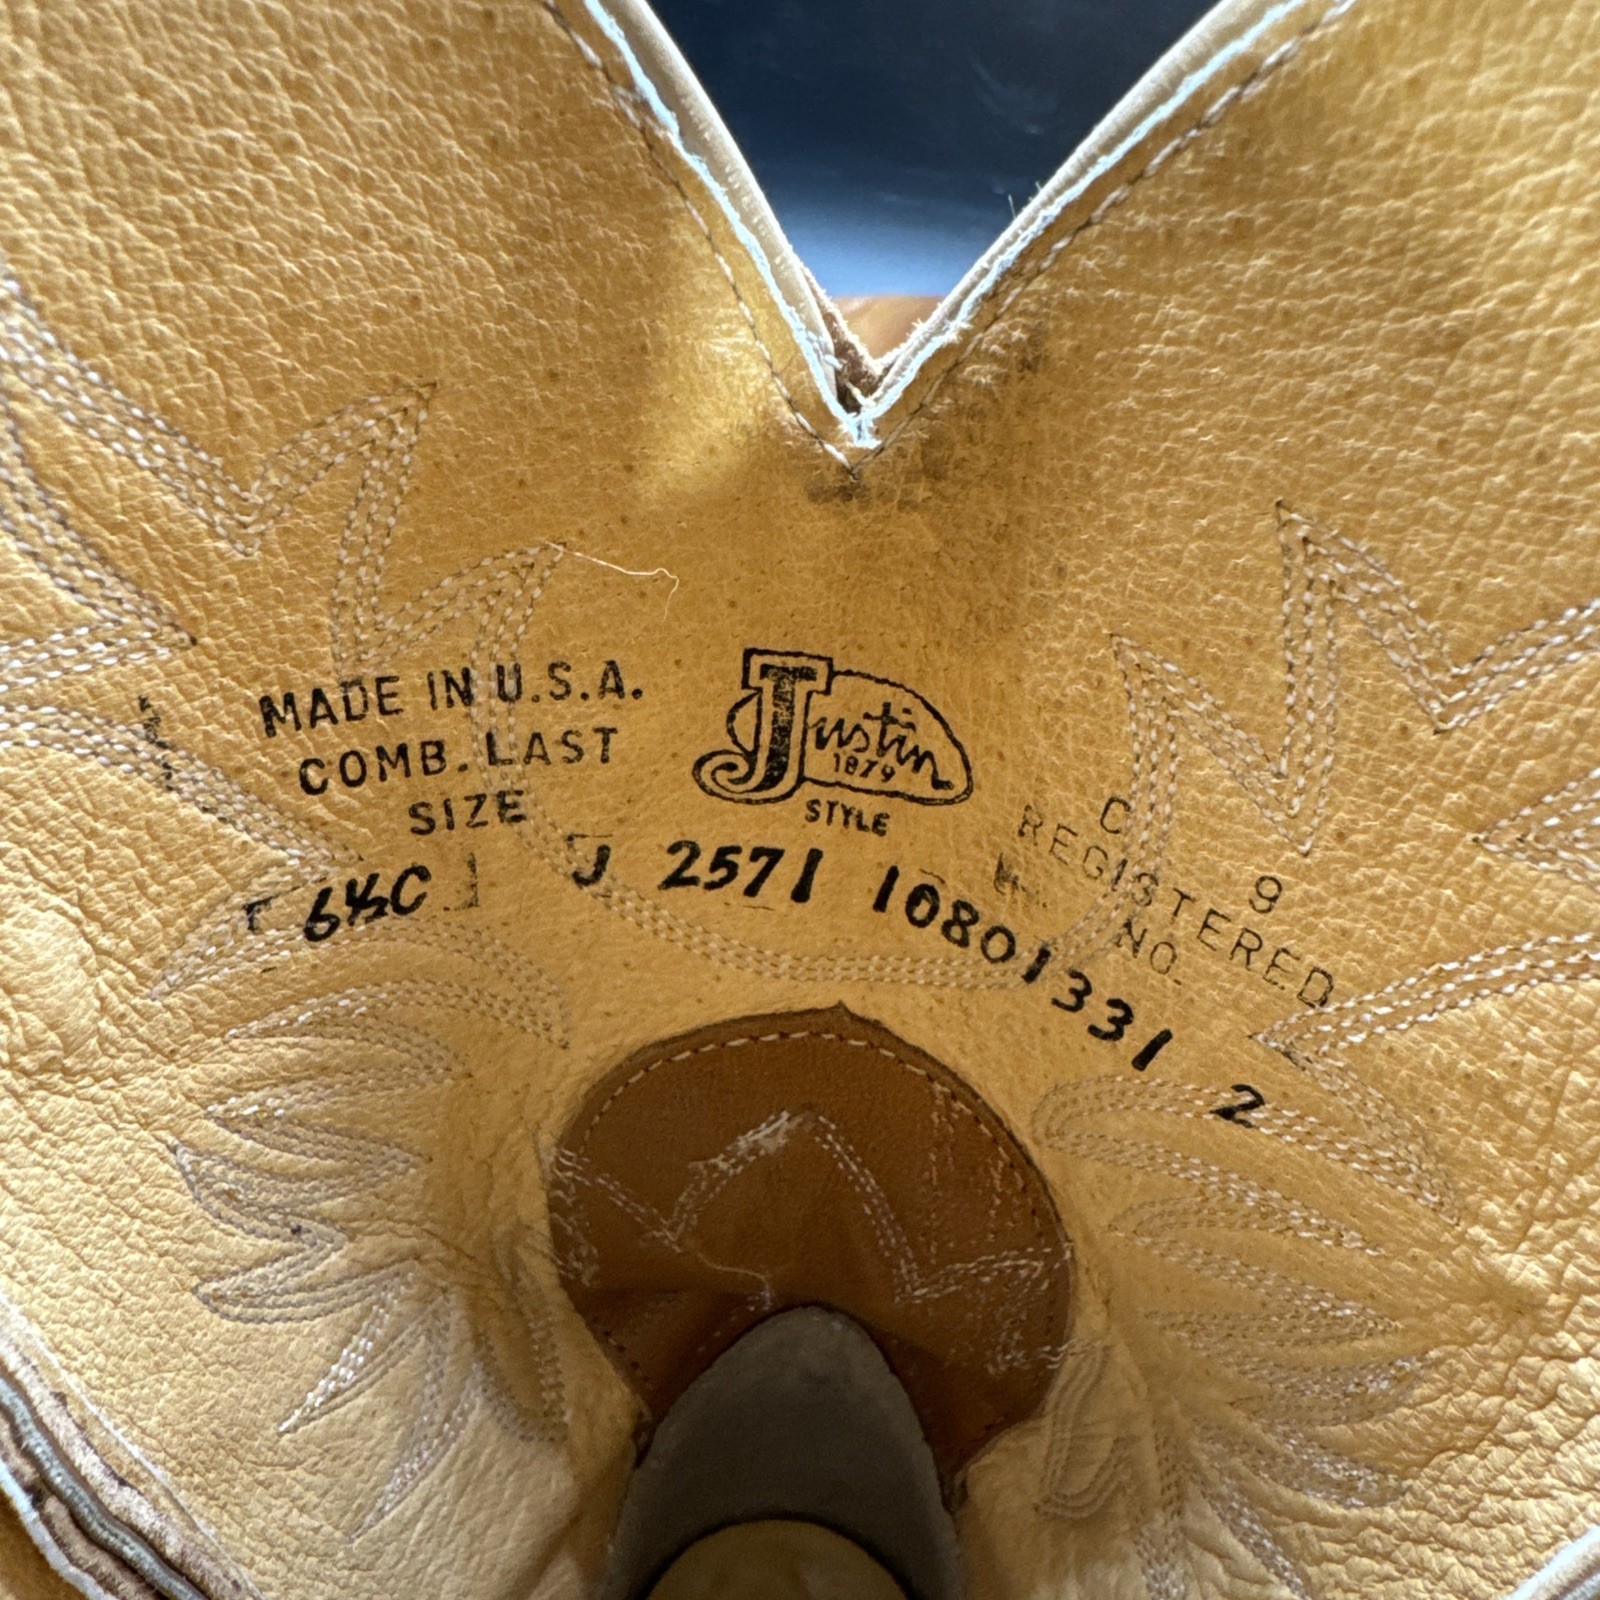 MADE IN U.S.A.
COMB. LAST
SIZE
6½C
Justin
1879
STYLE
J 2571 10801331 2
C 9
REGISTERED
NO.